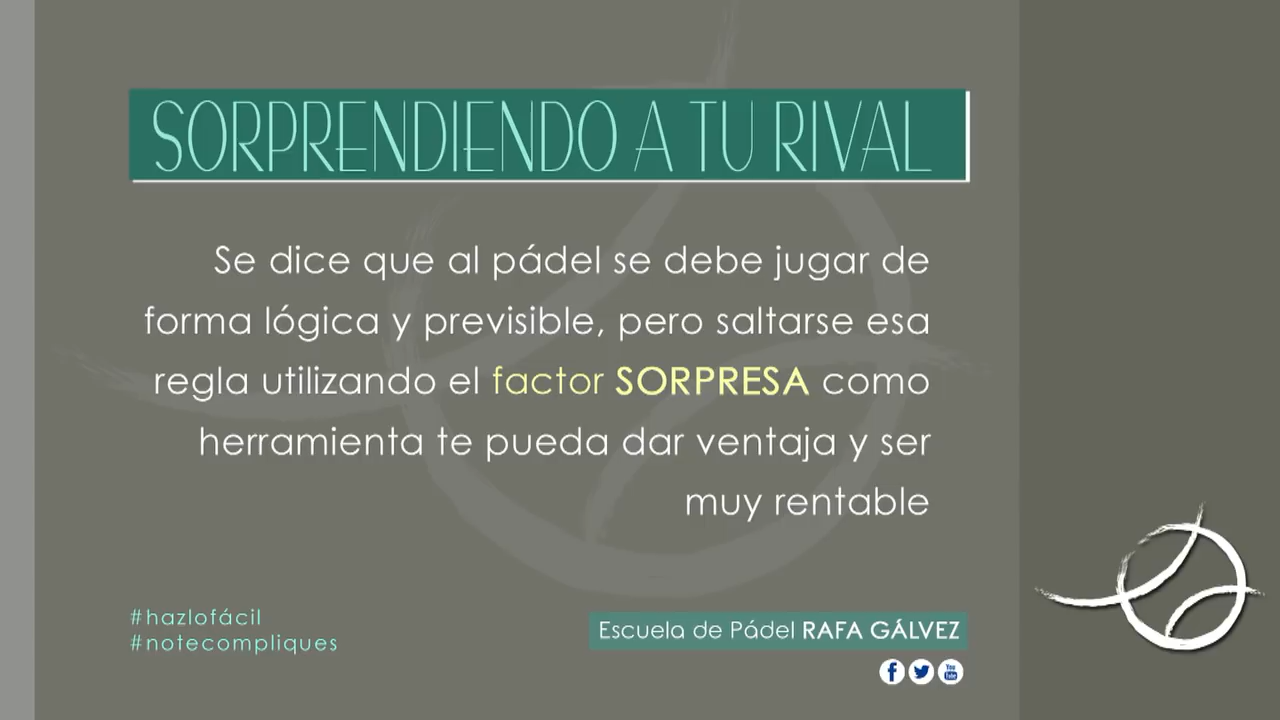 SORPRENDIENDO A TU RIVAL
Se dice que al pádel se debe jugar de
forma lógica y previsible, pero saltarse esa
regla utilizando el factor SORPRESA como
herramienta te pueda dar ventaja y ser
muy rentable
#hazlofácil
#notecompliques
Escuela de Pádel RAFA GÁLVEZ
You Tube